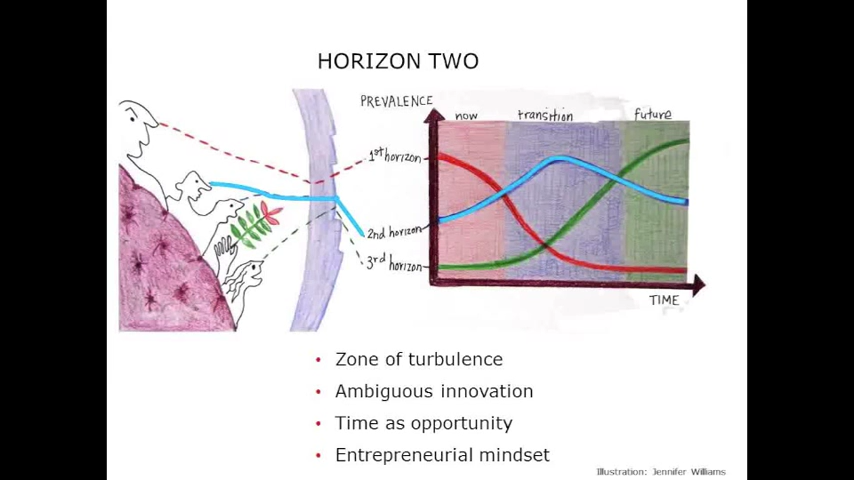 HORIZON TWO
PREVALENCE
now
transition
future
1st horizon
2nd horizon
3rd horizon
TIME
• Zone of turbulence
• Ambiguous innovation
• Time as opportunity
• Entrepreneurial mindset
Illustration: Jennifer Williams